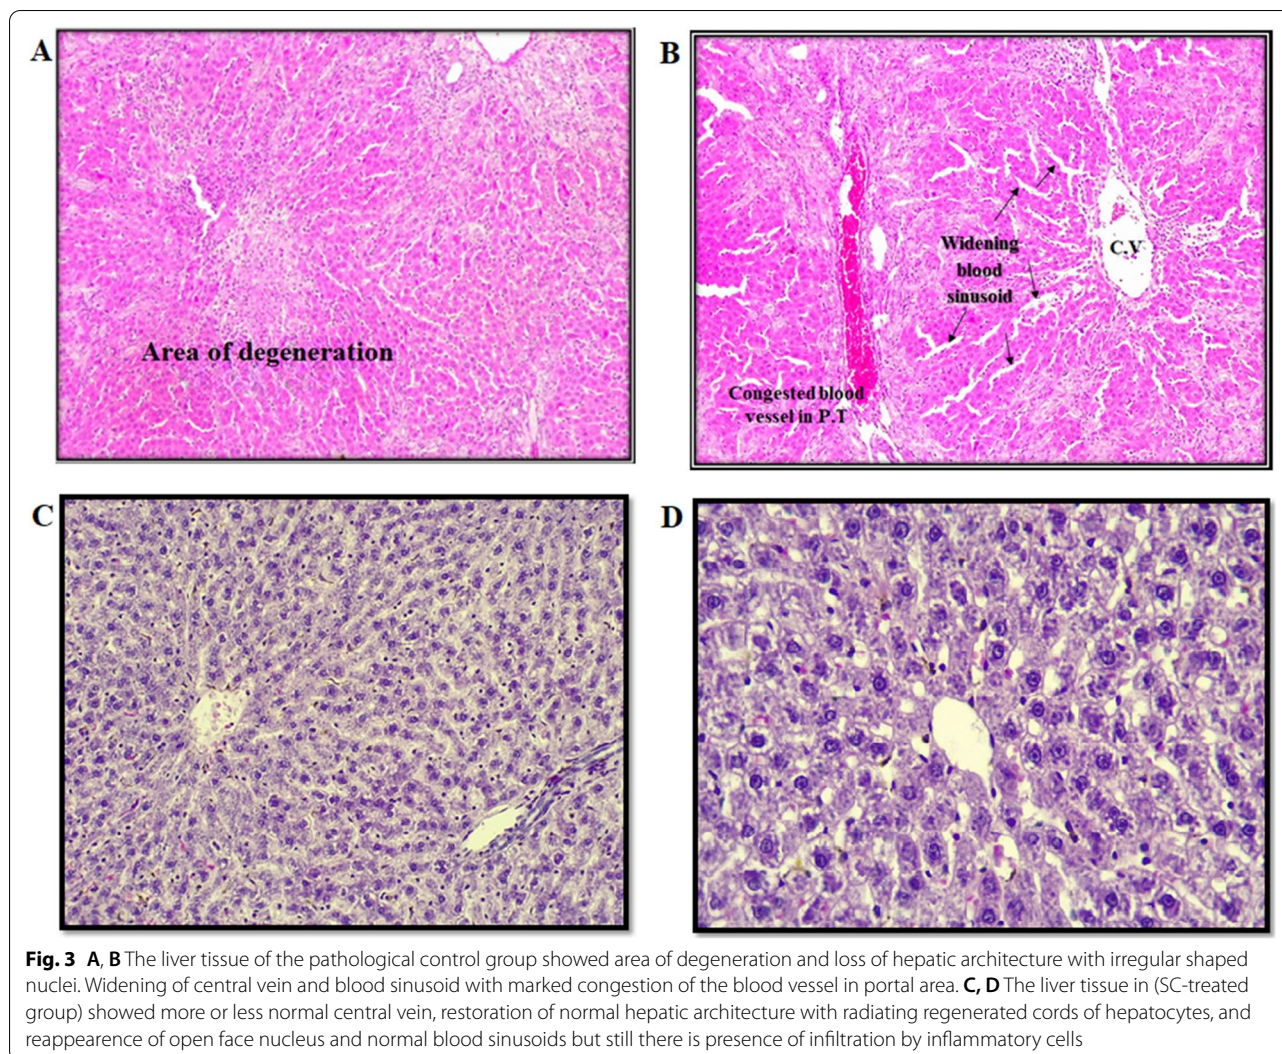 A
B
Area of degeneration
Widening
blood
sinusoid
C.V
Congested blood
vessel in P.T
C
D
Fig. 3 A, B The liver tissue of the pathological control group showed area of degeneration and loss of hepatic architecture with irregular shaped
nuclei. Widening of central vein and blood sinusoid with marked congestion of the blood vessel in portal area. C, D The liver tissue in (SC-treated
group) showed more or less normal central vein, restoration of normal hepatic architecture with radiating regenerated cords of hepatocytes, and
reappearence of open face nucleus and normal blood sinusoids but still there is presence of infiltration by inflammatory cells